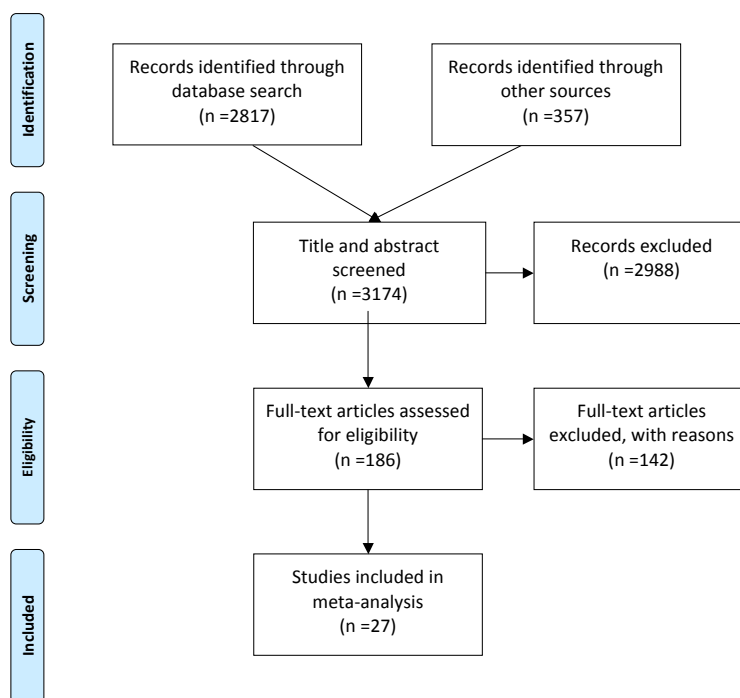 Identification
Records identified through
database search
(n =2817)
Records identified through
other sources
(n =357)
Screening
Title and abstract
screened
(n =3174)
Records excluded
(n =2988)
Eligibility
Full-text articles assessed
for eligibility
(n =186)
Full-text articles
excluded, with reasons
(n =142)
Included
Studies included in
meta-analysis
(n =27)